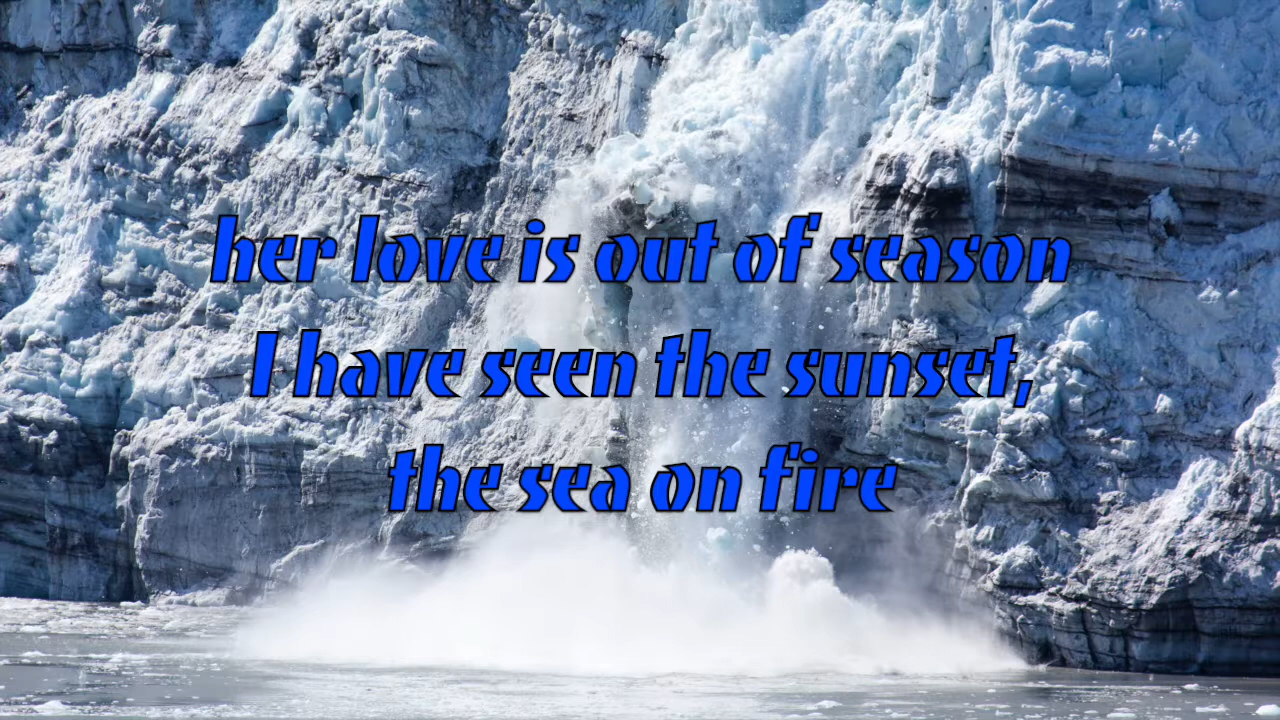 her love is out of season
I have seen the sunset,
the sea on fire